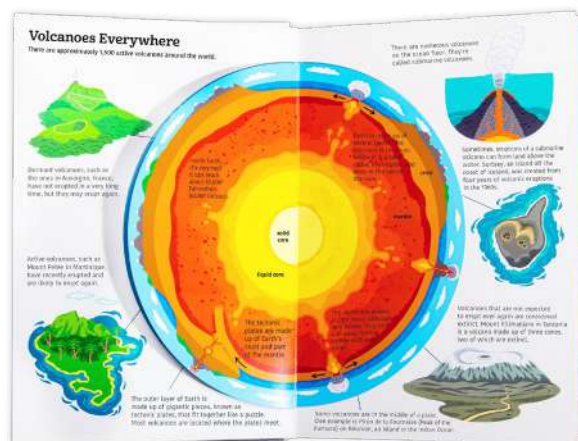 Volcanoes Everywhere
There are approximately 1,500 active volcanoes around the world.
Dormant volcanoes, such as
the ones in Auvergne, France,
have not erupted in a very long
time, but they may erupt again.
Active volcanoes, such as
Mount Pelée in Martinique,
have recently erupted and
are likely to erupt again.
The outer layer of Earth is
made up of gigantic pieces, known as
tectonic plates, that fit together like a puzzle.
Most volcanoes are located where the plates meet.
The tectonic
plates are made
up of Earth's
crust and part
of the mantle.
solid
core
liquid core
mantle
crust
There are numerous volcanoes
on the ocean floor. They're
called submarine volcanoes.
Sometimes, eruptions of a submarine
volcano can form land above the
water. Surtsey, an island off the
coast of Iceland, was created from
four years of volcanic eruptions
in the 1960s.
Volcanoes that are not expected
to erupt ever again are considered
extinct. Mount Kilimanjaro in Tanzania
is a volcano made up of three cones,
two of which are extinct.
Some volcanoes are in the middle of a plate.
One example is Piton de la Fournaise (Peak of the
Furnace) on Réunion, an island in the Indian Ocean.